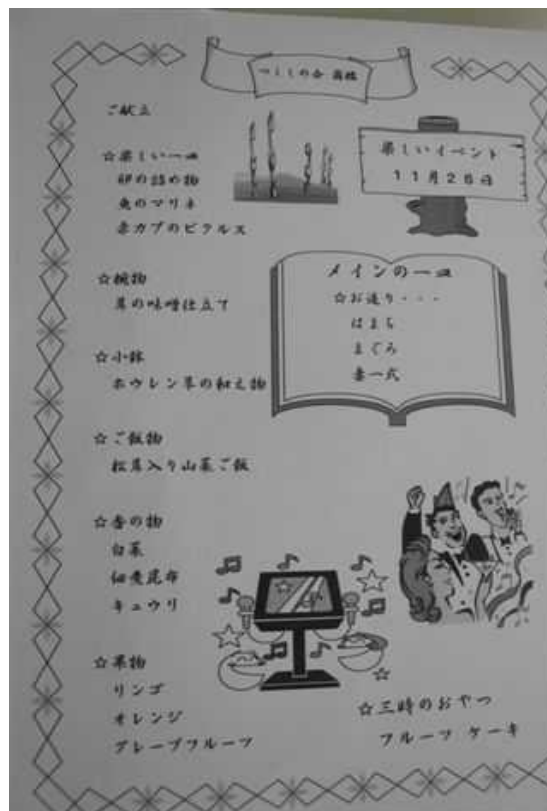 つくしの会
ご献立
楽しいイベント
11月26日
☆楽しい一皿
卵の詰め物
魚のマリネ
赤カブのピクルス
メインの一皿
☆お造り・・・
はまち
まぐろ
妻一式
☆椀物
茸の味噌仕立て
☆小鉢
ホウレン草の和え物
☆ご飯物
松茸入り山菜ご飯
☆香の物
白菜
佃煮昆布
キュウリ
☆果物
リンゴ
オレンジ
グレープフルーツ
☆三時のおやつ
フルーツ ケーキ